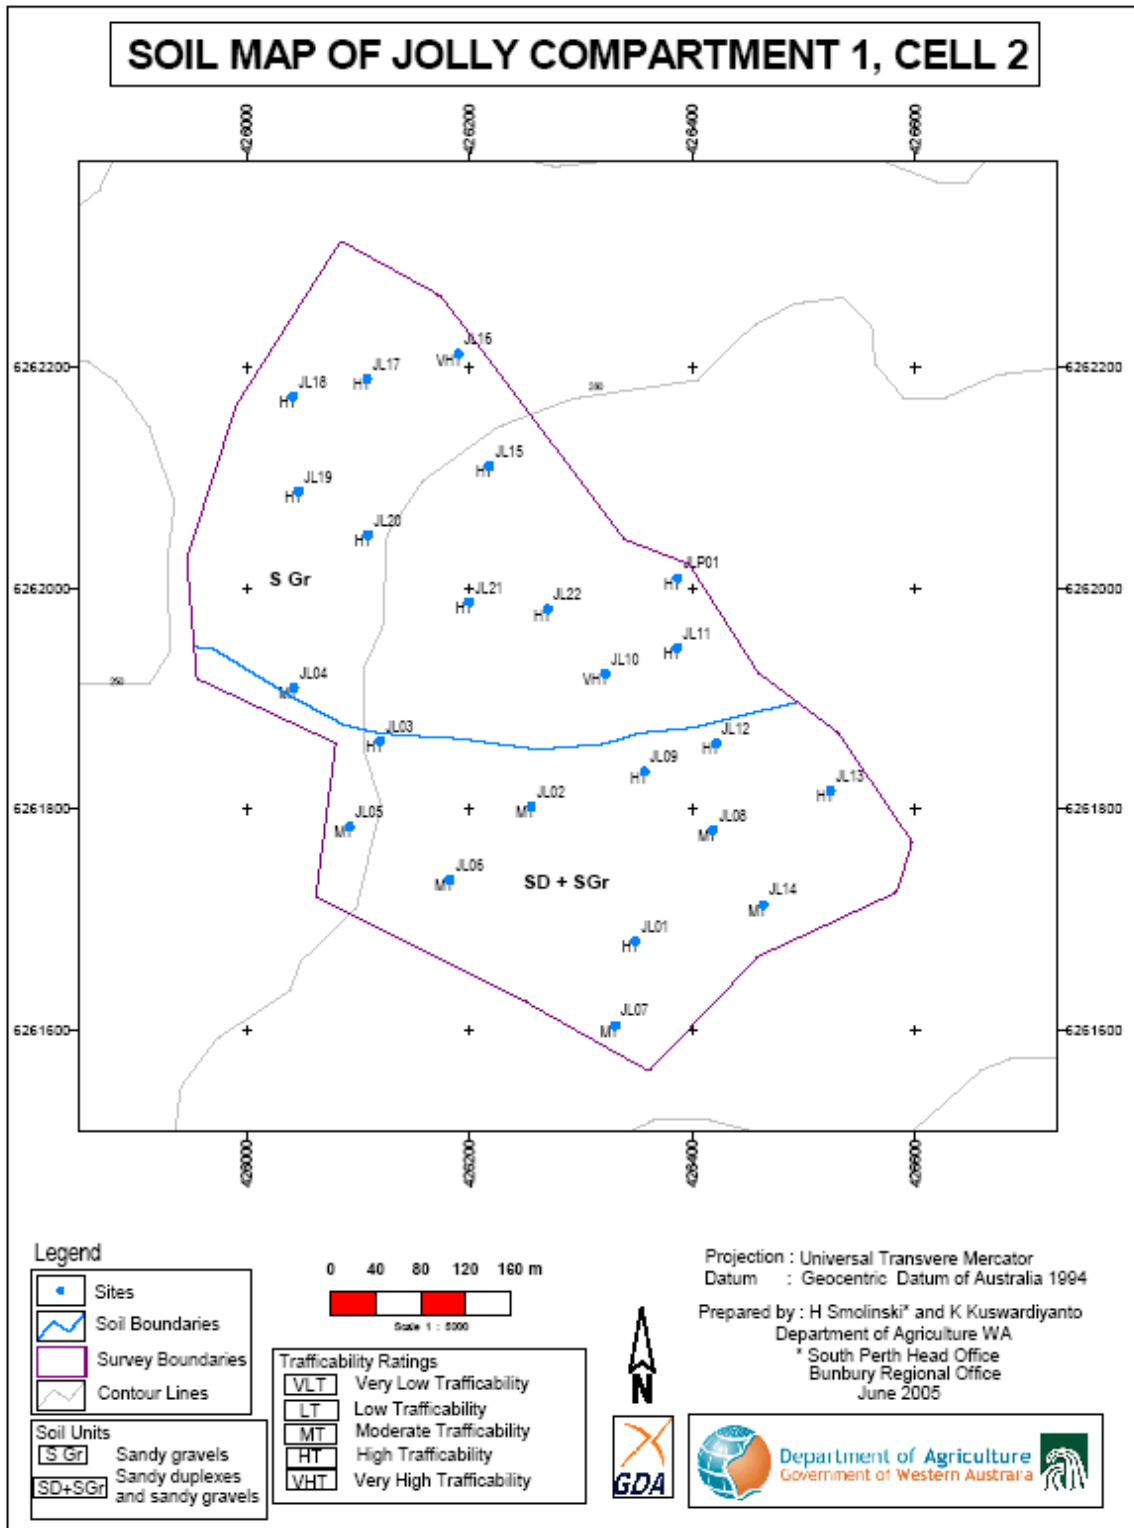 SOIL MAP OF JOLLY COMPARTMENT 1, CELL 2
426000 426200 426400 426600
JL16
VHT
6262200 JL17 6262200
HT
JL18
HT
250
JL15
HT
JL19
HT
JL20
HT
S Gr
JLP01
HT
6262000 6262000
JL21
HT
JL22
HT
JL11
HT
JL10
VHT
JL04
MT
250
JL03
HT
JL12
HT
JL09
HT
JL13
HT
JL02
MT
6261800 6261800
JL05
MT
JL08
MT
JL06
MT
SD + SGr
JL14
MT
JL01
HT
JL07
MT
6261600 6261600
426000 426200 426400 426600
Legend
Sites
Soil Boundaries
Survey Boundaries
Contour Lines
Soil Units
S Gr Sandy gravels
SD+SGr Sandy duplexes
and sandy gravels
0 40 80 120 160 m
Scale 1 : 5000
Trafficability Ratings
VLT Very Low Trafficability
LT Low Trafficability
MT Moderate Trafficability
HT High Trafficability
VHT Very High Trafficability
N
Projection : Universal Transvere Mercator
Datum : Geocentric Datum of Australia 1994
Prepared by : H Smolinski* and K Kuswardiyanto
Department of Agriculture WA
* South Perth Head Office
Bunbury Regional Office
June 2005
GDA
Department of Agriculture
Government of Western Australia